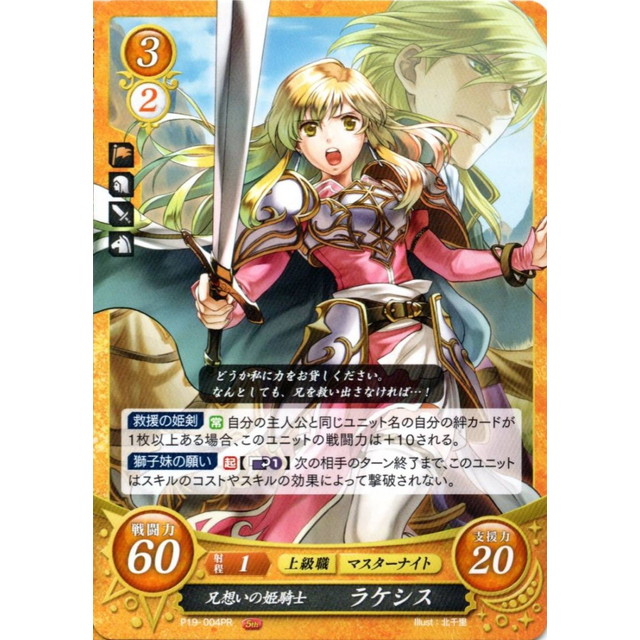 3
2
どうか私に力をお貸しください。
なんとしても、兄を救い出さなければ…!
救援の姫剣 常 自分の主人公と同じユニット名の自分の絆カードが
1枚以上ある場合、このユニットの戦闘力は+10される。
獅子妹の願い 起【 1】次の相手のターン終了まで、このユニット
はスキルのコストやスキルの効果によって撃破されない。
戦闘力
60
射程 1
上級職 マスターナイト
支援力
20
兄想いの姫騎士 ラケシス
P19-004PR 5th Illust:北千里